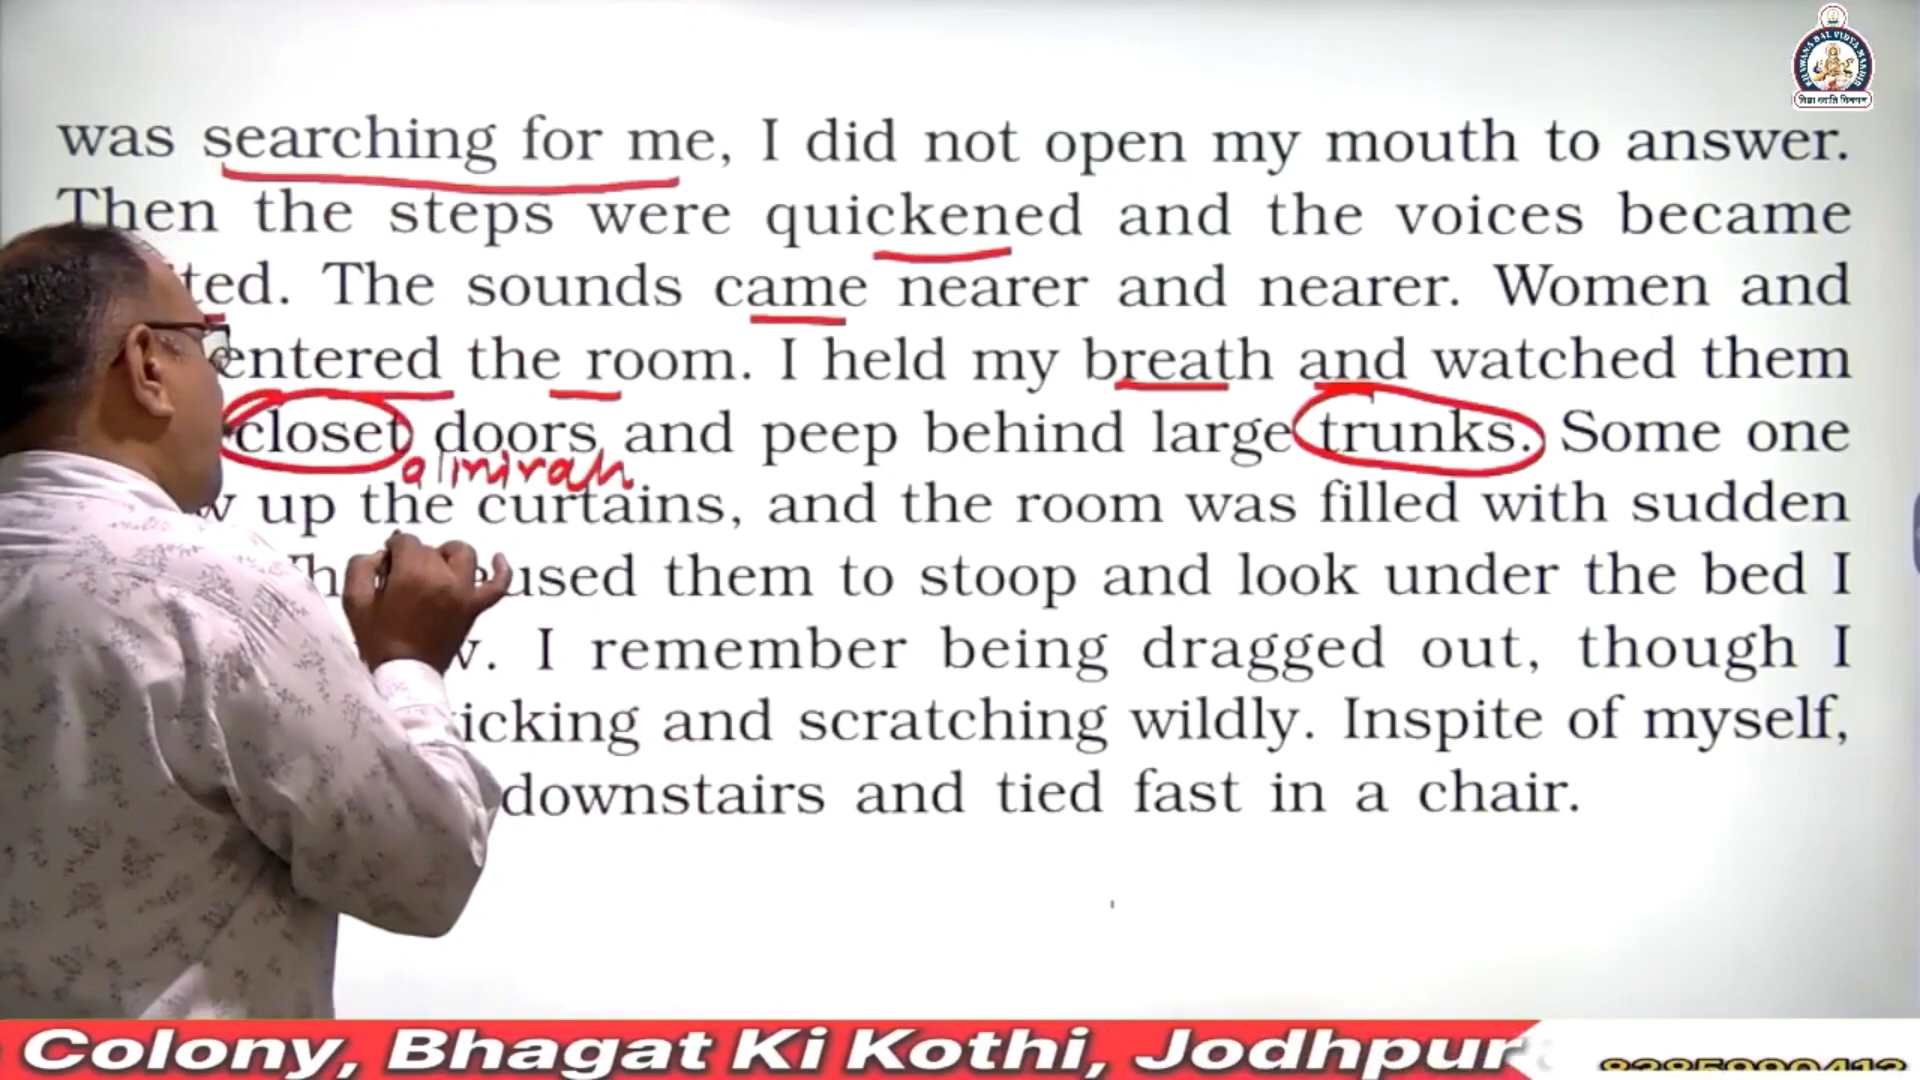 was searching for me, I did not open my mouth to answer.
Then the steps were quickened and the voices became
ted. The sounds came nearer and nearer. Women and
entered the room. I held my breath and watched them
closet doors and peep behind large trunks. Some one
almirah
up the curtains, and the room was filled with sudden
them to stoop and look under the bed I
I remember being dragged out, though I
icking and scratching wildly. Inspite of myself,
downstairs and tied fast in a chair.
Colony, Bhagat Ki Kothi, Jodhpur